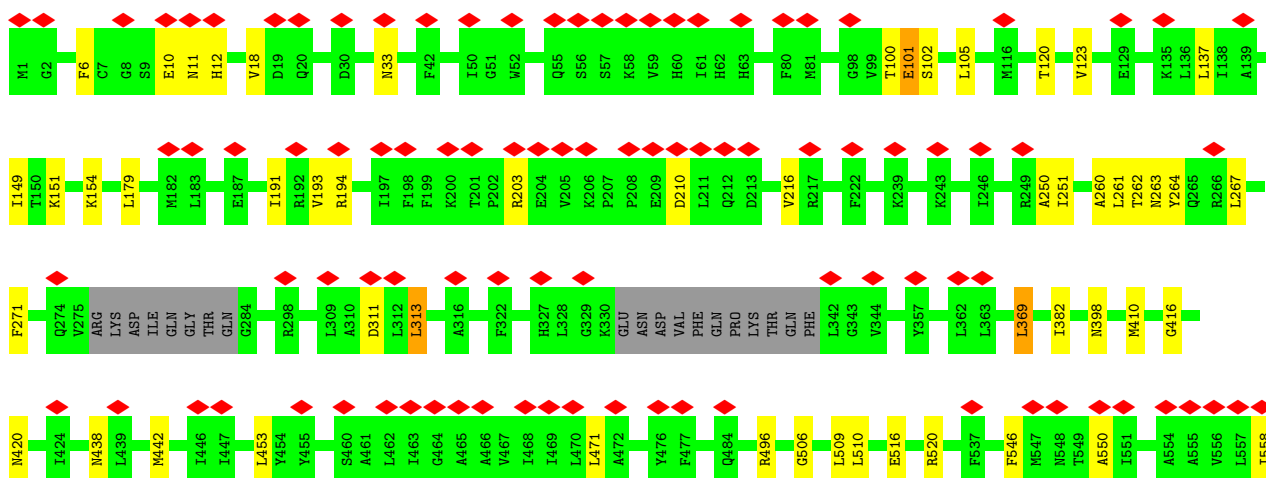 M1 G2 F6 C7 G8 S9 E10 N11 H12 V18 D19 Q20 D30 N33 F42 I50 G51 W52 Q55 S56 S57 K58 V59 H60 I61 H62 H63 F80 M81 G98 V99 T100 E101 S102 L105 M116 T120 V123 E129 K135 L136 L137 I138 A139
I149 T150 K151 K154 L179 M182 L183 E187 I191 R192 V193 R194 I197 F198 F199 K200 T201 P202 R203 E204 V205 K206 P207 P208 E209 D210 L211 Q212 D213 V216 R217 F222 K239 K243 I246 R249 A250 I251 A260 L261 T262 N263 Y264 Q265 R266 L267
F271 Q274 V275 ARG LYS ASP ILE GLN GLY THR GLN G284 R298 L309 A310 D311 L312 L313 A316 F322 H327 L328 G329 K330 GLU ASN ASP VAL PHE GLN PRO LYS THR GLN PHE L342 G343 V344 Y357 L362 L363 L369 I382 N398 M410 G416
N420 I424 N438 L439 M442 I446 I447 L453 Y454 Y455 S460 A461 L462 I463 G464 A465 A466 V467 I468 I469 L470 L471 A472 Y476 F477 Q484 R496 G506 L509 L510 E516 R520 F537 F546 M547 N548 T549 A550 I551 A554 A555 V556 L557 I558